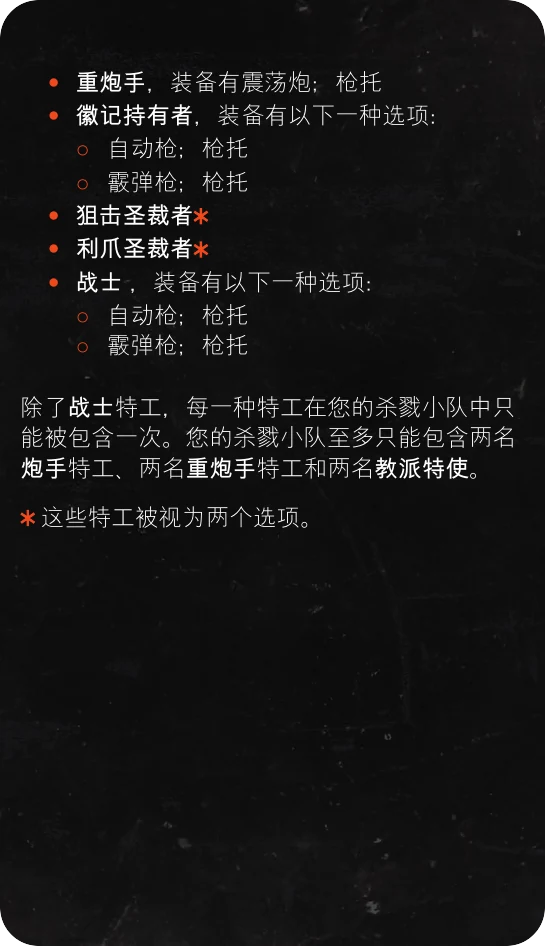 • 重炮手，装备有震荡炮；枪托
• 徽记持有者，装备有以下一种选项：
○ 自动枪；枪托
○ 霰弹枪；枪托
• 狙击圣裁者*
• 利爪圣裁者*
• 战士 ，装备有以下一种选项：
○ 自动枪；枪托
○ 霰弹枪；枪托
除了战士特工，每一种特工在您的杀戮小队中只
能被包含一次。您的杀戮小队至多只能包含两名
炮手特工、两名重炮手特工和两名教派特使。
* 这些特工被视为两个选项。